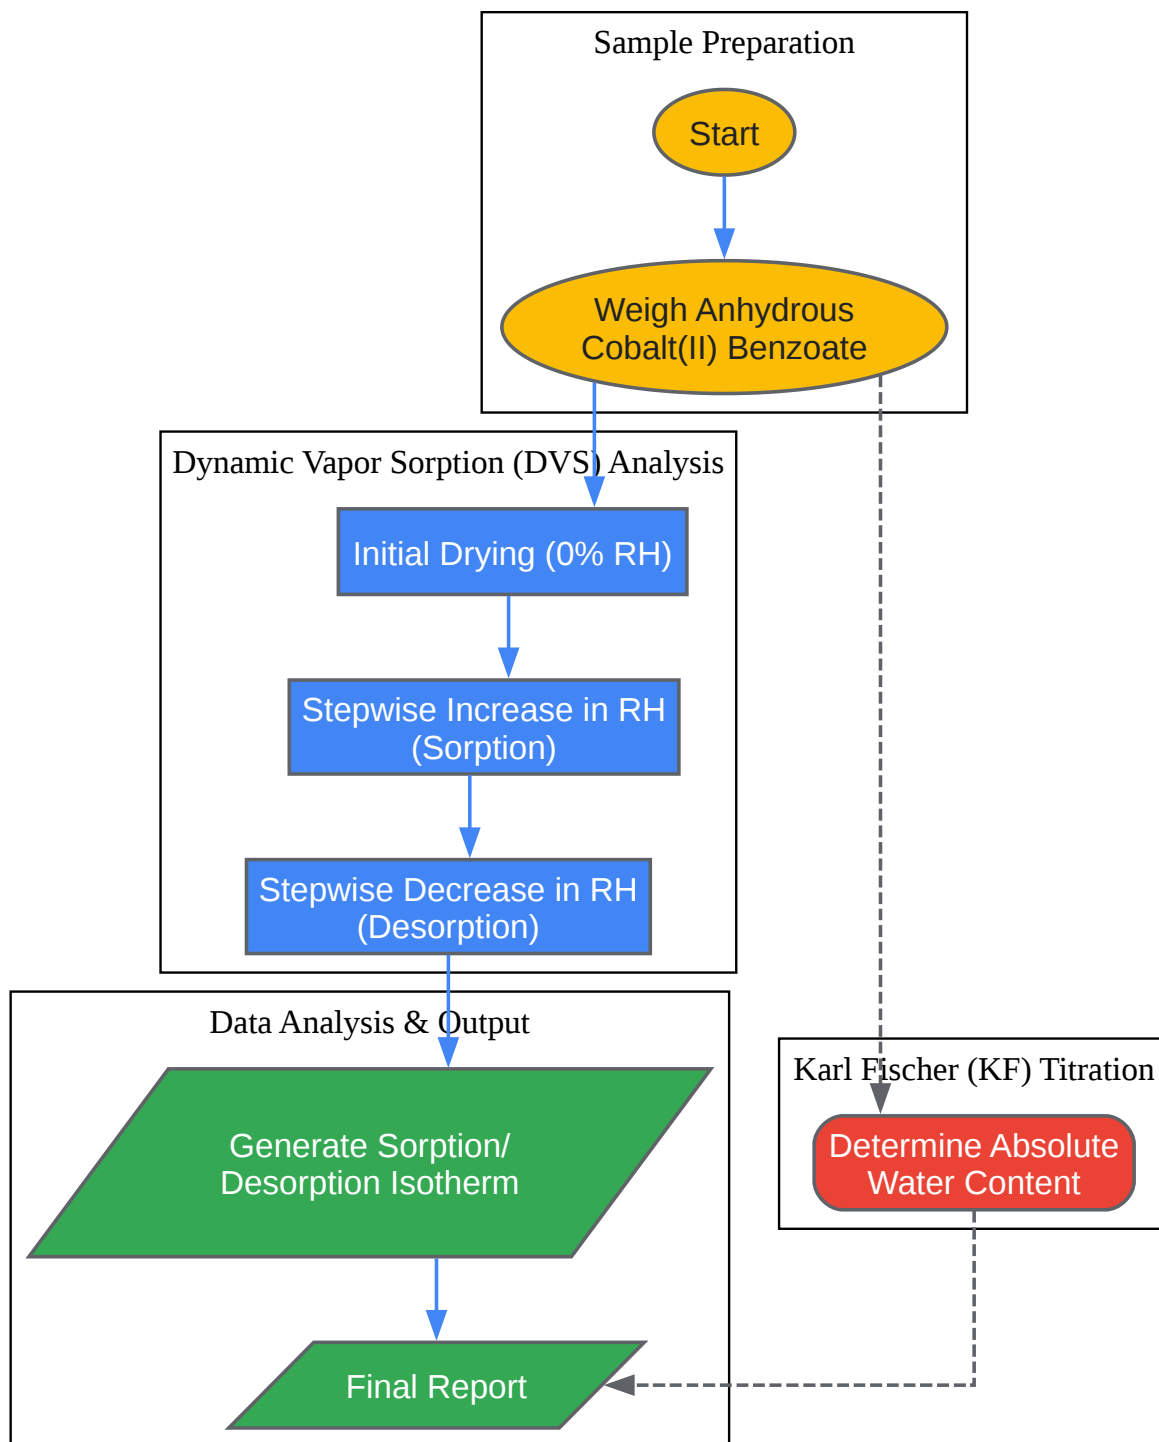 Sample Preparation
Start
Weigh Anhydrous
Cobalt(II) Benzoate
Dynamic Vapor Sorption (DVS) Analysis
Initial Drying (0% RH)
Stepwise Increase in RH
(Sorption)
Stepwise Decrease in RH
(Desorption)
Data Analysis & Output
Generate Sorption/
Desorption Isotherm
Final Report
Karl Fischer (KF) Titration
Determine Absolute
Water Content